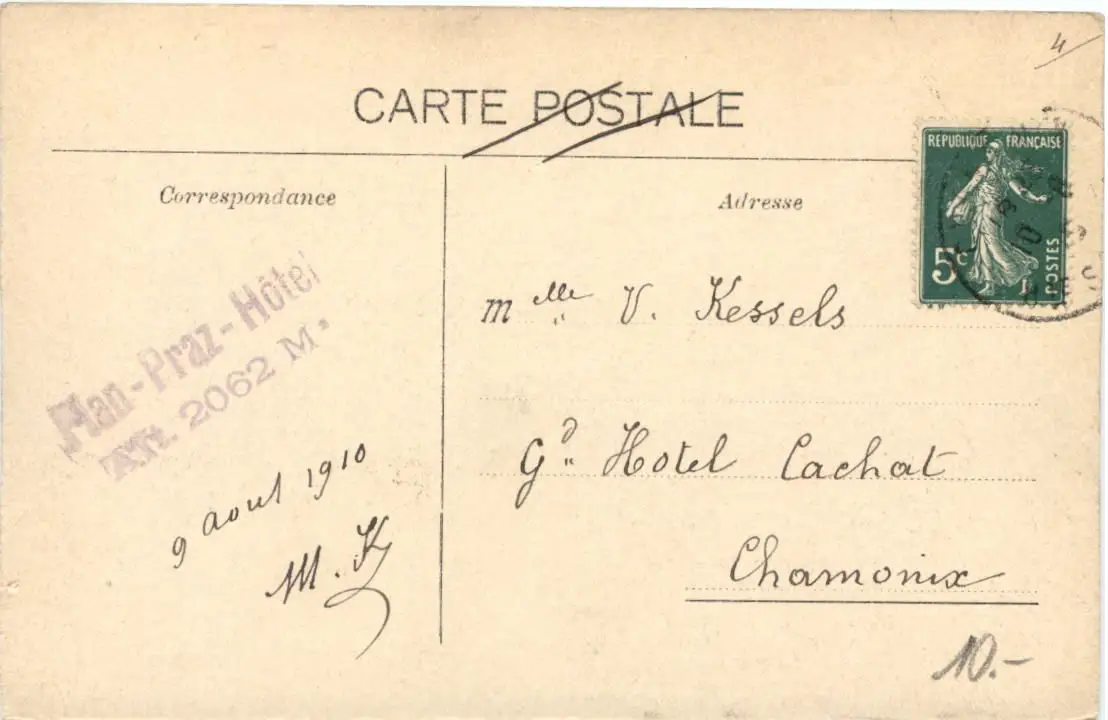 4
CARTE POSTALE
Correspondance
Adresse
REPUBLIQUE FRANÇAISE
5c
POSTES
Plan-Praz-Hôtel
Alt. 2062 M.
9 aout 1910
M. K
Mlle V. Kessels
Gd Hotel Cachat
Chamonix
10.-